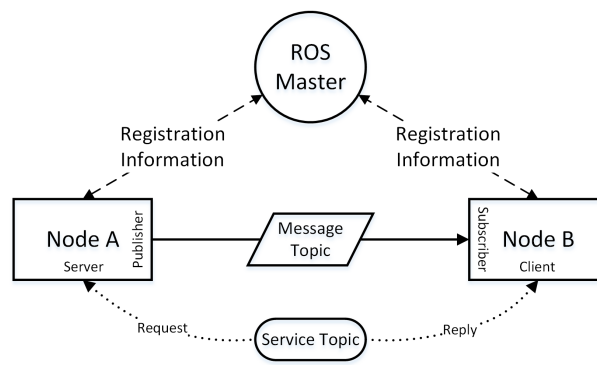 ROS
Master
Registration
Information
Registration
Information
Node A
Publisher
Server
Message
Topic
Subscriber
Node B
Client
Request
Service Topic
Reply